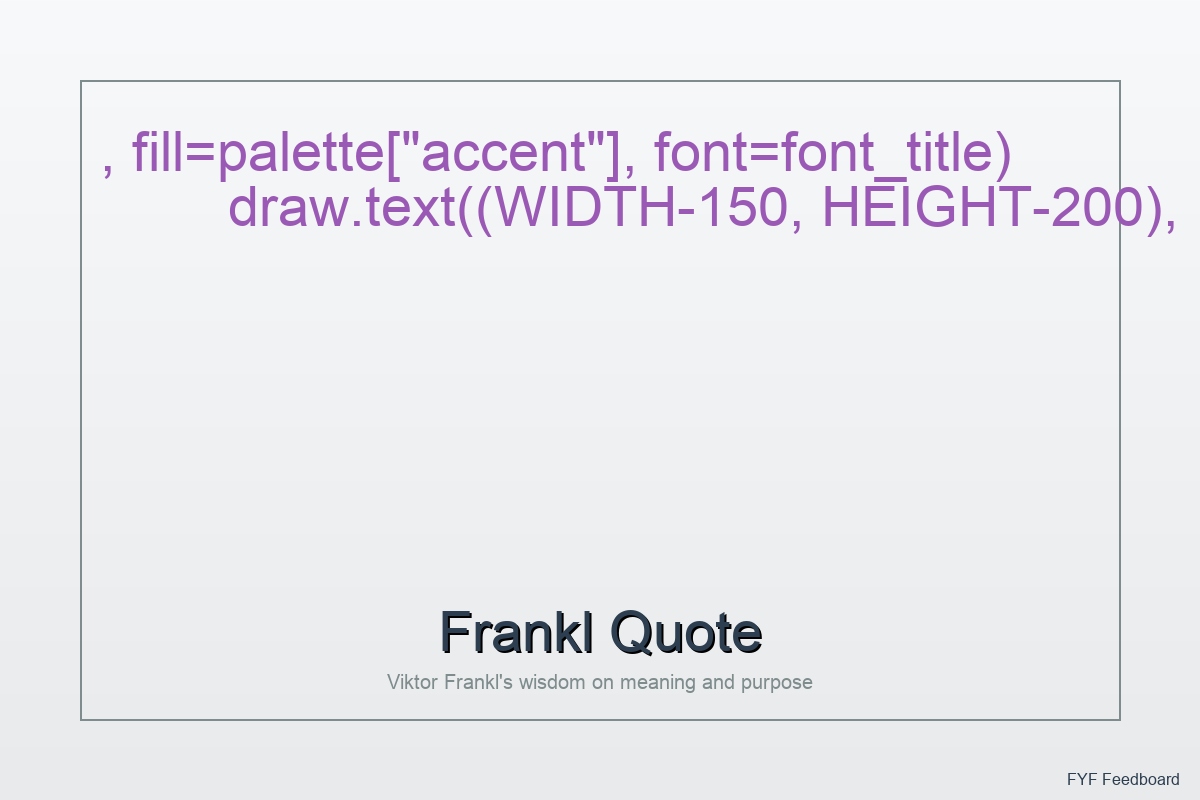 , fill=palette["accent"], font=font_title)
draw.text((WIDTH-150, HEIGHT-200),
Frankl Quote
Viktor Frankl's wisdom on meaning and purpose
FYF Feedboard